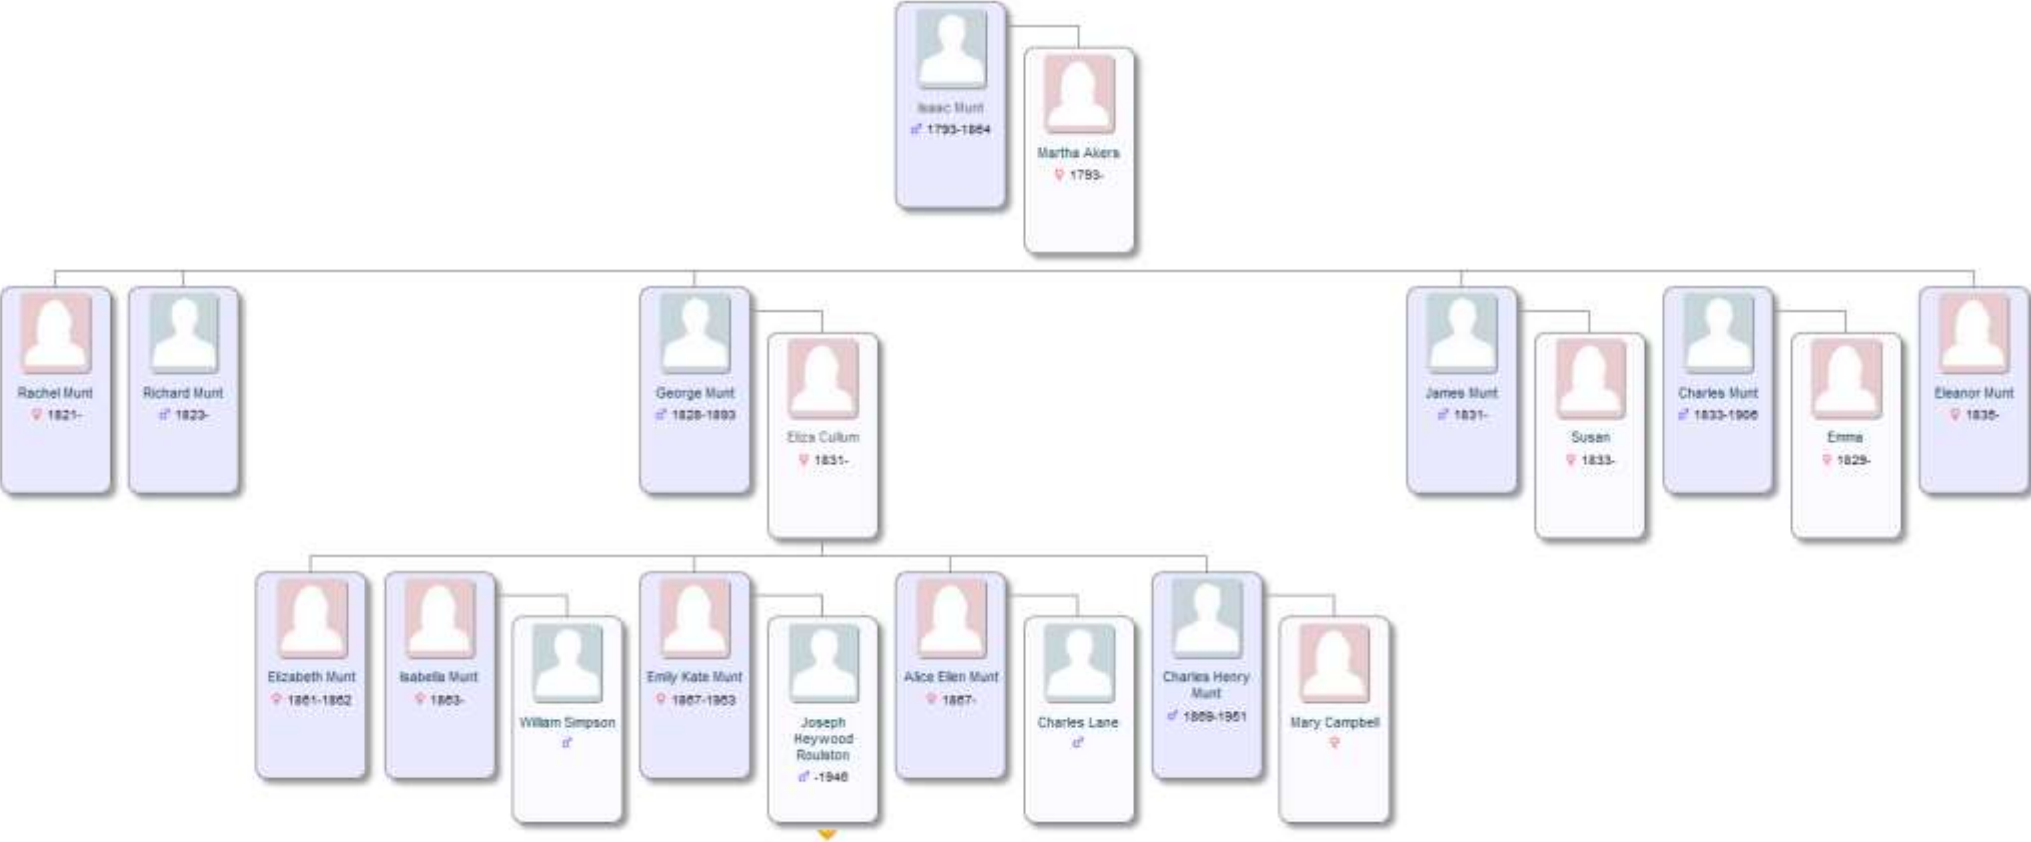 Isaac Munt
♂ 1793-1864
Martha Akers
♀ 1793-
Rachel Munt
♀ 1821-
Richard Munt
♂ 1823-
George Munt
♂ 1828-1893
Eliza Cullum
♀ 1831-
James Munt
♂ 1831-
Susan
♀ 1833-
Charles Munt
♂ 1833-1906
Emma
♀ 1829-
Eleanor Munt
♀
Elizabeth Munt
♀ 1861-1862
Isabella Munt
♀ 1863-
William Simpson
♂
Emily Kate Munt
♀ 1867-1963
Joseph
Heywood
Roulston
♂ -1946
Alice Ellen Munt
♀ 1867-
Charles Lane
♂
Charles Henry
Munt
♂ 1869-1951
Mary Campbell
♀